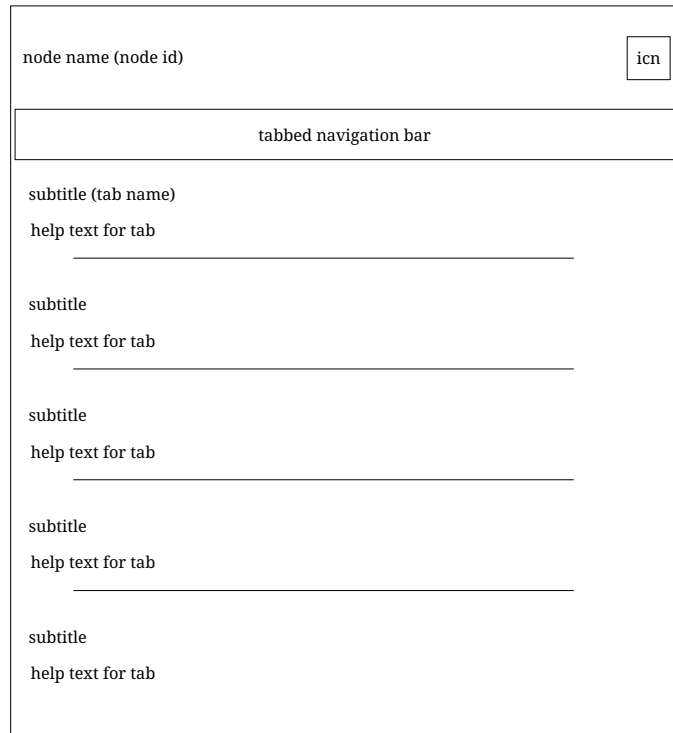 node name (node id)
icn
tabbed navigation bar
subtitle (tab name)
help text for tab
subtitle
help text for tab
subtitle
help text for tab
subtitle
help text for tab
subtitle
help text for tab